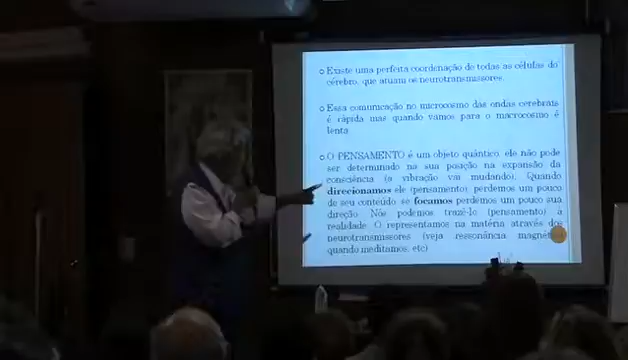 Existe uma perfeita coordenação de todas as células do
cérebro, que atuam os neurotransmissores.
Essa comunicação no microcosmo das ondas cerebrais
é rápida mas quando vamos para o macrocosmo é
lenta.
O PENSAMENTO é um objeto quântico, ele não pode
ser determinado na sua posição na expansão da
consciência (a vibração vai mudando). Quando
direcionamos ele (pensamento), perdemos um pouco
de seu conteúdo, se focamos perdemos um pouco sua
direção. Nós podemos trazê-lo (pensamento) à
realidade. O representamos na matéria através dos
neurotransmissores (veja ressonância
quando meditamos, etc)